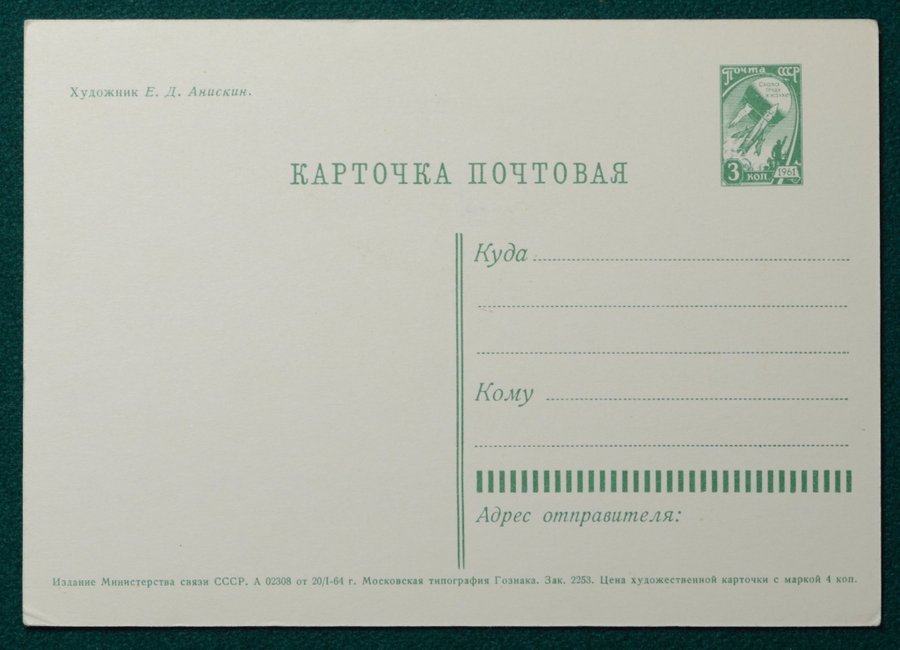 Художник Е. Д. Анискин.
Почта СССР
КАРТОЧКА ПОЧТОВАЯ
3 коп. 1961
Куда
Кому
Адрес отправителя:
Издание Министерства связи СССР. А 02308 от 20/I-64 г. Московская типография Гознака. Зак. 2253. Цена художественной карточки с маркой 4 коп.